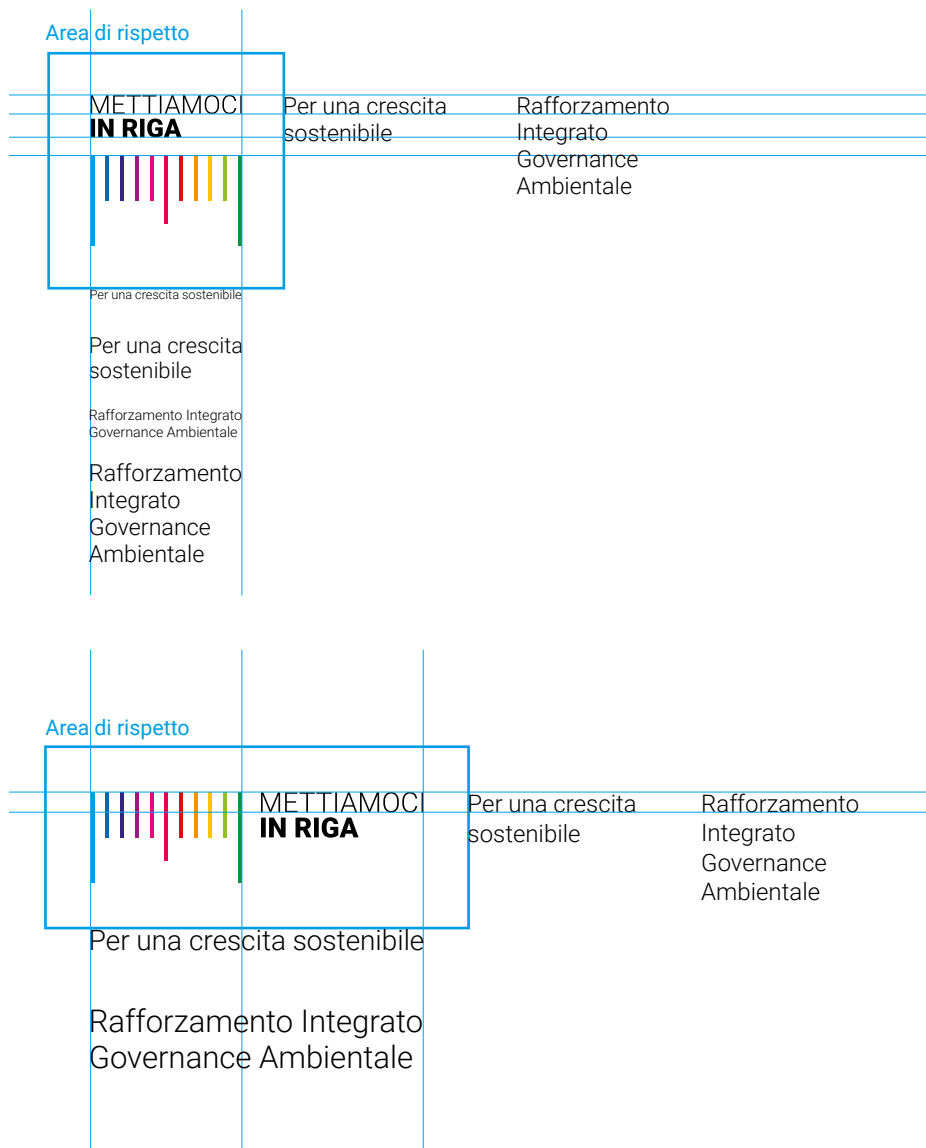 Area di rispetto
METTIAMOCI
IN RIGA
Per una crescita
sostenibile
Rafforzamento
Integrato
Governance
Ambientale
Per una crescita sostenibile
Per una crescita
sostenibile
Rafforzamento Integrato
Governance Ambientale
Rafforzamento
Integrato
Governance
Ambientale
Area di rispetto
METTIAMOCI
IN RIGA
Per una crescita
sostenibile
Rafforzamento
Integrato
Governance
Ambientale
Per una crescita sostenibile
Rafforzamento Integrato
Governance Ambientale